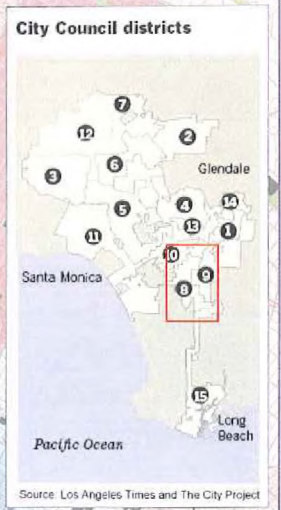 City Council districts
7
12
2
6
3
Glendale
5
4
14
13
1
11
10
Santa Monica
9
8
15
Long
Beach
Pacific Ocean
Source: Los Angeles Times and The City Project